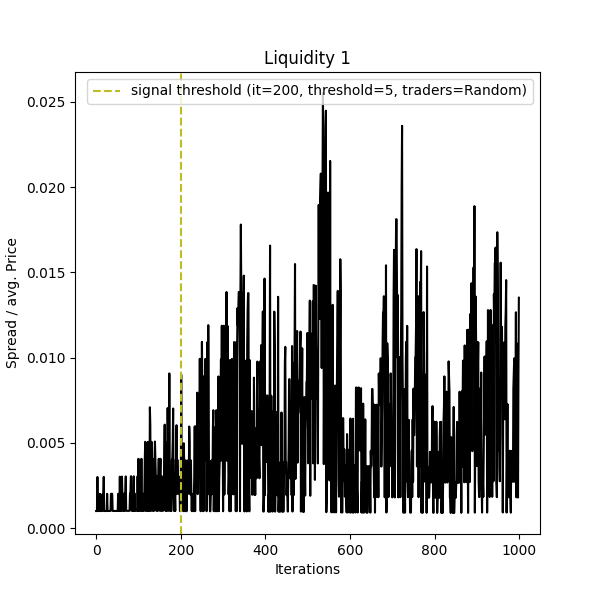 Liquidity 1
signal threshold (it=200, threshold=5, traders=Random)
0.025
0.020
0.015
0.010
0.005
0.000
Spread / avg. Price
0 200 400 600 800 1000
Iterations